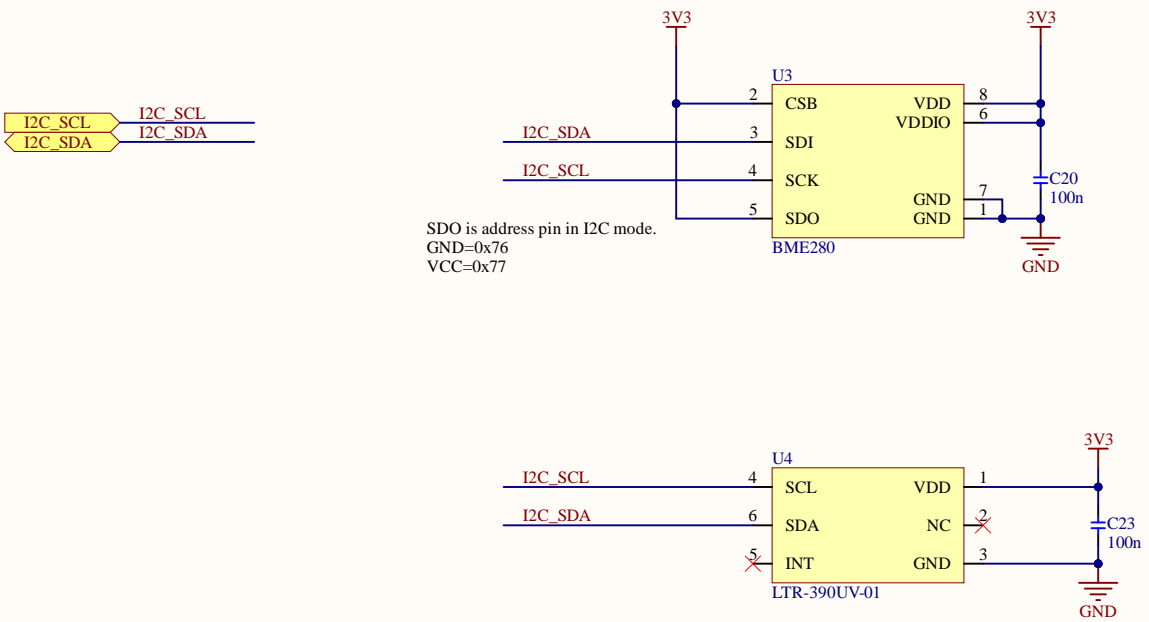 3V3
3V3
U3
I2C_SCL
I2C_SCL
I2C_SDA
I2C_SDA
2 CSB
VDD 8
VDDIO 6
I2C_SDA
3 SDI
I2C_SCL
4 SCK
C20
100n
GND 7
5 SDO
GND 1
SDO is address pin in I2C mode.
GND=0x76
VCC=0x77
BME280
GND
3V3
U4
I2C_SCL
4 SCL
VDD 1
I2C_SDA
6 SDA
NC 2
C23
100n
5 INT
GND 3
LTR-390UV-01
GND